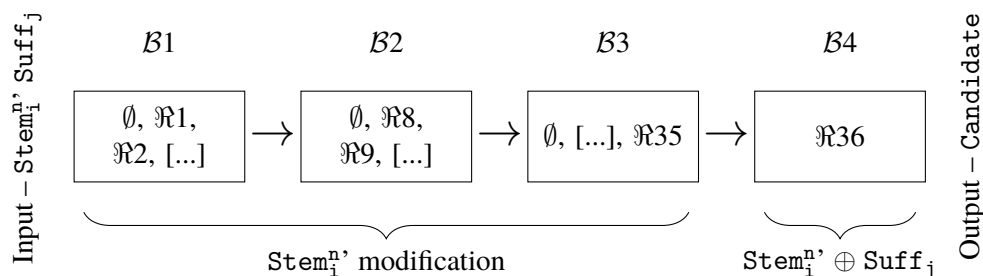 Input – Stem_i^n’ Suff_j
ℬ1
ℬ2
ℬ3
ℬ4
∅, ℜ1,
ℜ2, [...]
∅, ℜ8,
ℜ9, [...]
∅, [...], ℜ35
ℜ36
Stem_i^n’ modification
Stem_i^n’ ⊕ Suff_j
Output – Candidate